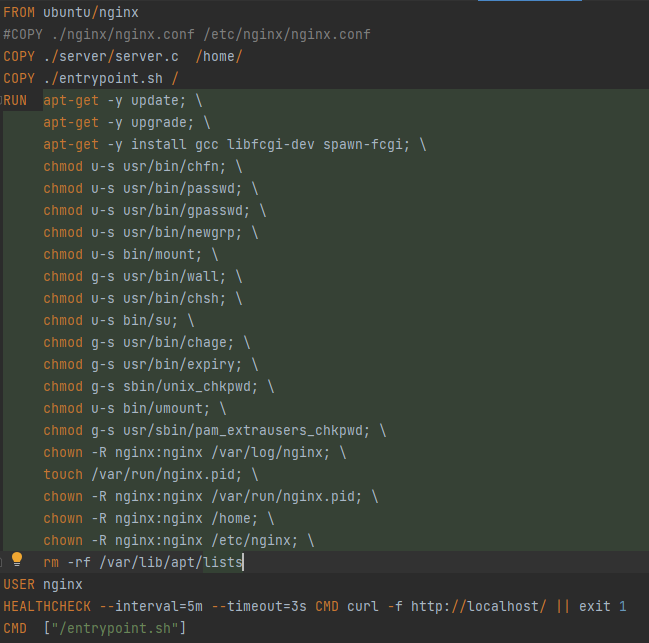 FROM ubuntu/nginx
#COPY ./nginx/nginx.conf /etc/nginx/nginx.conf
COPY ./server/server.c  /home/
COPY ./entrypoint.sh /
RUN  apt-get -y update; \
     apt-get -y upgrade; \
     apt-get -y install gcc libfcgi-dev spawn-fcgi; \
     chmod u-s usr/bin/chfn; \
     chmod u-s usr/bin/passwd; \
     chmod u-s usr/bin/gpasswd; \
     chmod u-s usr/bin/newgrp; \
     chmod u-s bin/mount; \
     chmod g-s usr/bin/wall; \
     chmod u-s usr/bin/chsh; \
     chmod u-s bin/su; \
     chmod g-s usr/bin/chage; \
     chmod g-s usr/bin/expiry; \
     chmod g-s sbin/unix_chkpwd; \
     chmod u-s bin/umount; \
     chmod g-s usr/sbin/pam_extrausers_chkpwd; \
     chown -R nginx:nginx /var/log/nginx; \
     touch /var/run/nginx.pid; \
     chown -R nginx:nginx /var/run/nginx.pid; \
     chown -R nginx:nginx /home; \
     chown -R nginx:nginx /etc/nginx; \
     rm -rf /var/lib/apt/lists
USER nginx
HEALTHCHECK --interval=5m --timeout=3s CMD curl -f http://localhost/ || exit 1
CMD  ["/entrypoint.sh"]